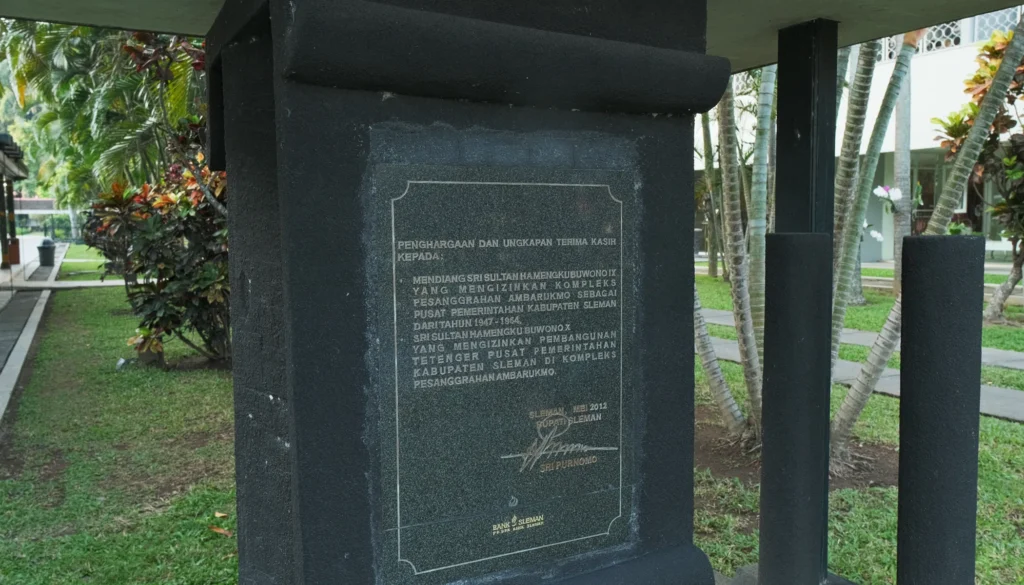 PENGHARGAAN DAN UNGKAPAN TERIMA KASIH
KEPADA :
- MENDIANG SRI SULTAN HAMENGKUBUWONO IX
YANG MENGIZINKAN KOMPLEKS
PESANGGRAHAN AMBARUKMO SEBAGAI
PUSAT PEMERINTAHAN KABUPATEN SLEMAN
DARI TAHUN 1947 - 1964.
- SRI SULTAN HAMENGKU BUWONO X
YANG MENGIZINKAN PEMBANGUNAN
TETENGER PUSAT PEMERINTAHAN
KABUPATEN SLEMAN DI KOMPLEKS
PESANGGRAHAN AMBARUKMO.
SLEMAN, MEI 2012
BUPATI SLEMAN
SRI PURNOMO
BANK SLEMAN